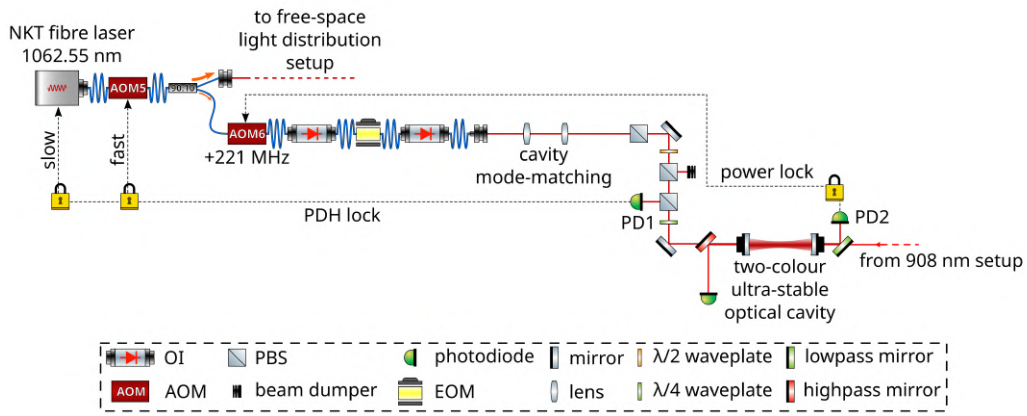 NKT fibre laser
1062.55 nm
to free-space
light distribution
setup
AOM5
90:10
AOM6
+221 MHz
slow
fast
cavity
mode-matching
power lock
PDH lock
PD1
PD2
from 908 nm setup
two-colour
ultra-stable
optical cavity
OI
PBS
photodiode
mirror
λ/2 waveplate
lowpass mirror
AOM
AOM
beam dumper
EOM
lens
λ/4 waveplate
highpass mirror